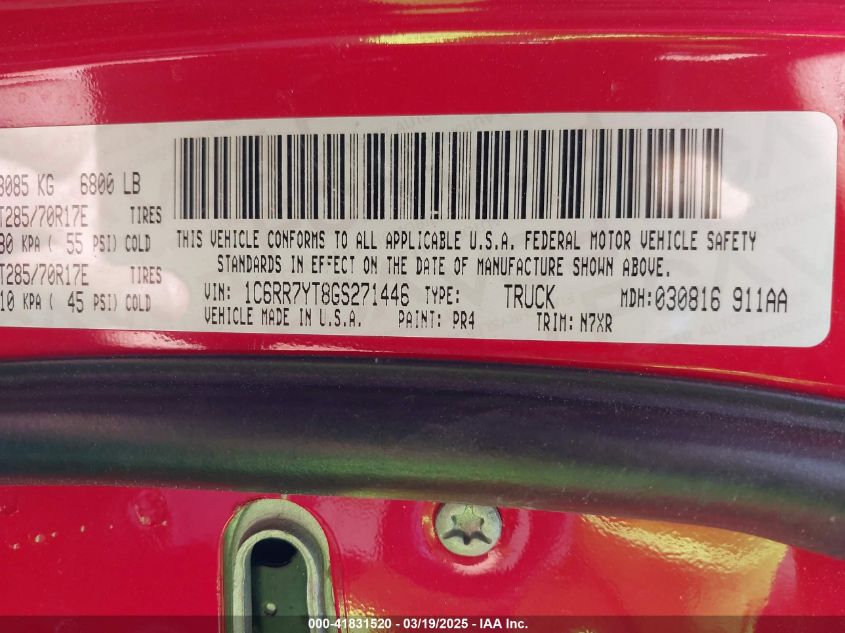 3085 KG 6800 LB
T285/70R17E TIRES
80 KPA ( 55 PSI) COLD
T285/70R17E TIRES
10 KPA ( 45 PSI) COLD
THIS VEHICLE CONFORMS TO ALL APPLICABLE U.S.A. FEDERAL MOTOR VEHICLE SAFETY
STANDARDS IN EFFECT ON THE DATE OF MANUFACTURE SHOWN ABOVE.
VIN: 1C6RR7YT8GS271446 TYPE: TRUCK MDH:030816 911AA
VEHICLE MADE IN U.S.A. PAINT: PR4 TRIM: N7XR
000-41831520 - 03/19/2025 - IAA Inc.